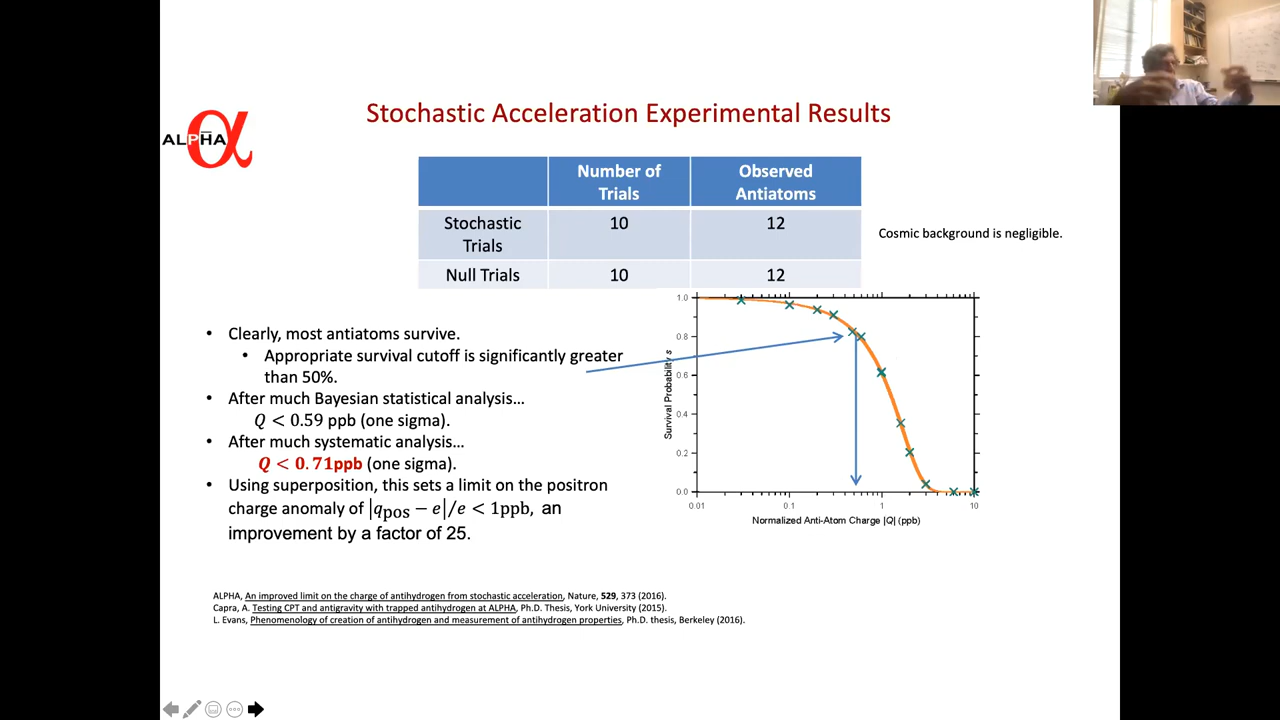 ALPHA
α
Stochastic Acceleration Experimental Results
Number of Trials
Observed Antiatoms
Stochastic Trials
10
12
Null Trials
10
12
Cosmic background is negligible.
• Clearly, most antiatoms survive.
• Appropriate survival cutoff is significantly greater
than 50%.
• After much Bayesian statistical analysis…
Q < 0.59 ppb (one sigma).
• After much systematic analysis…
Q < 0.71ppb (one sigma).
• Using superposition, this sets a limit on the positron
charge anomaly of |qpos − e|/e < 1ppb, an
improvement by a factor of 25.
Survival Probability s
1.0
0.8
0.6
0.4
0.2
0.0
0.01
0.1
1
10
Normalized Anti-Atom Charge |Q| (ppb)
ALPHA, An improved limit on the charge of antihydrogen from stochastic acceleration, Nature, 529, 373 (2016).
Capra, A. Testing CPT and antigravity with trapped antihydrogen at ALPHA, Ph.D. Thesis, York University (2015).
L. Evans, Phenomenology of creation of antihydrogen and measurement of antihydrogen properties, Ph.D. thesis, Berkeley (2016).